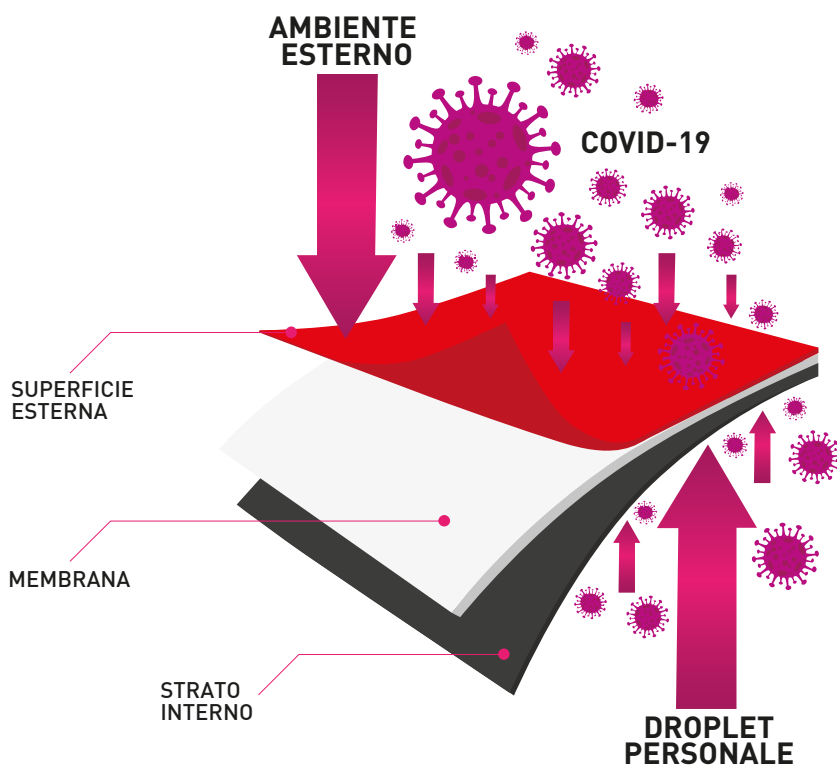 AMBIENTE
ESTERNO
COVID-19
SUPERFICIE
ESTERNA
MEMBRANA
STRATO
INTERNO
DROPLET
PERSONALE